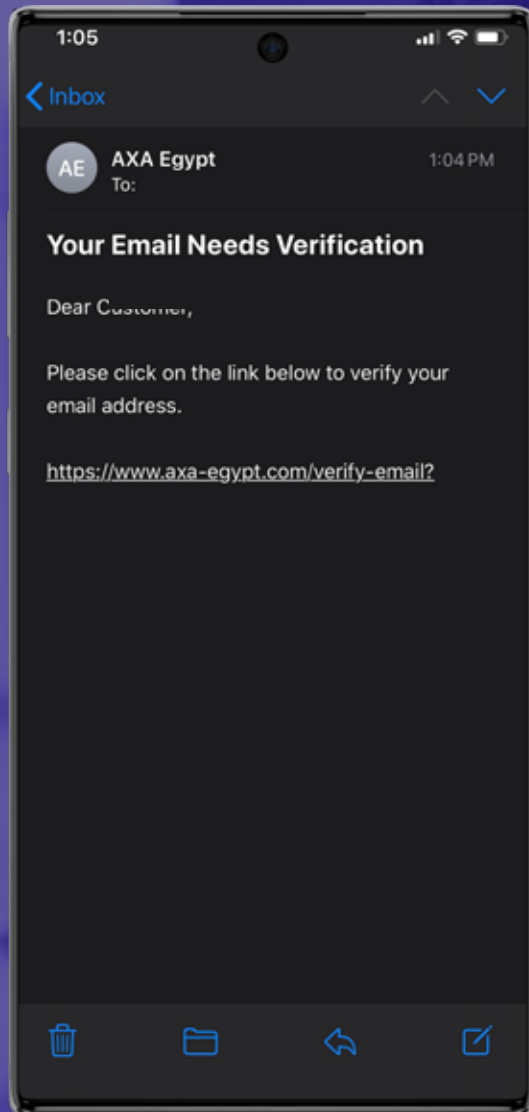 1:05
Inbox
AE
AXA Egypt
1:04 PM
To:
Your Email Needs Verification
Dear Customer,
Please click on the link below to verify your
email address.
https://www.axa-egypt.com/verify-email?